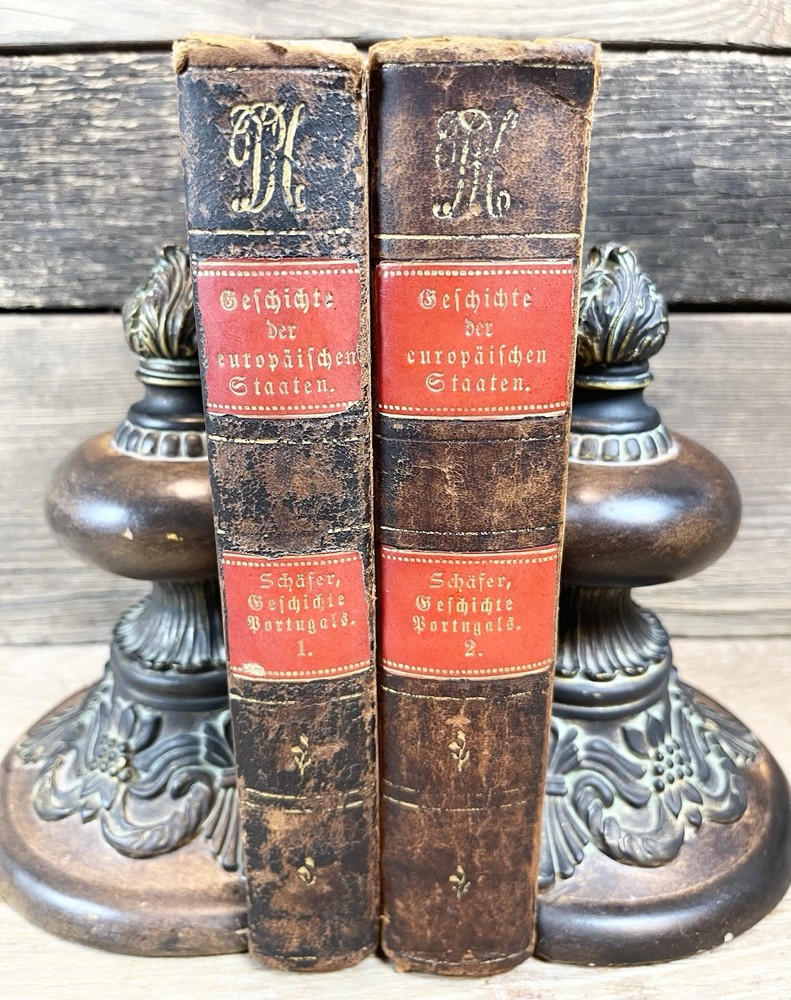 Geschichte
der
europäischen
Staaten.
Schäfer,
Geschichte
Portugals.
1.
Geschichte
der
europäischen
Staaten.
Schäfer,
Geschichte
Portugals.
2.